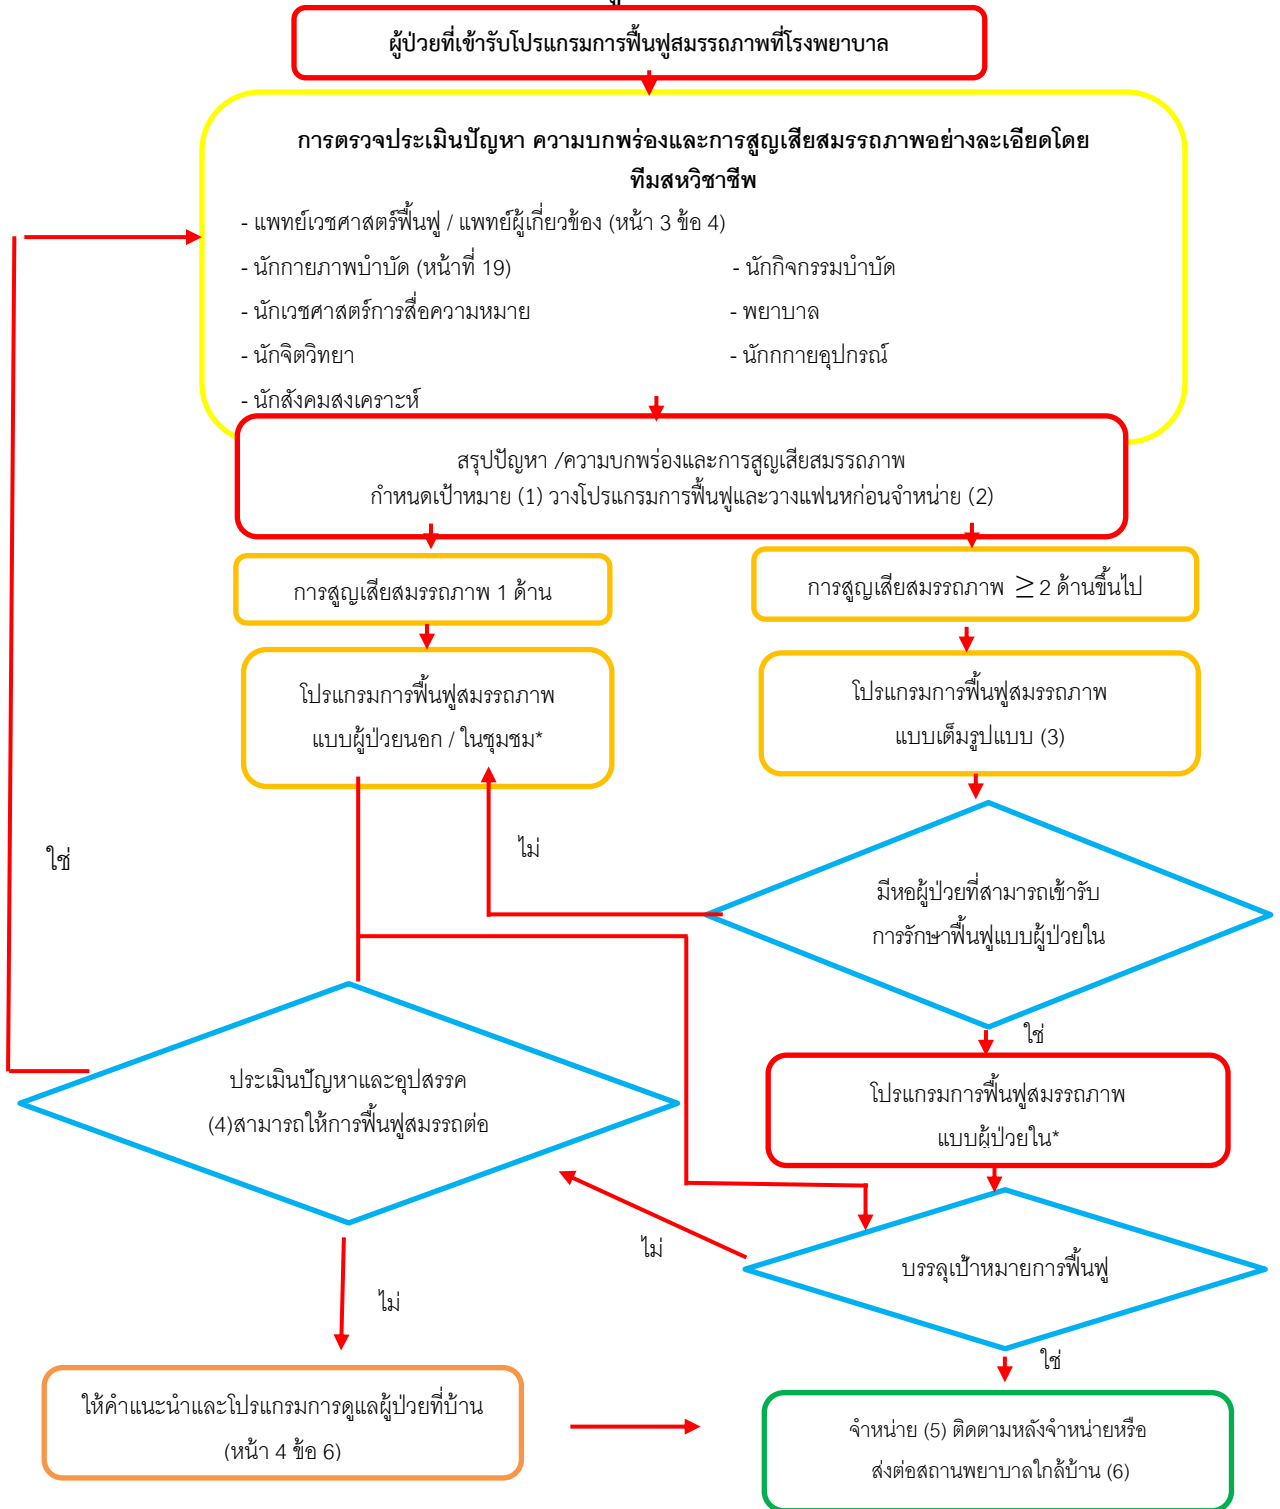 ผู้ป่วยที่เข้ารับโปรแกรมการฟื้นฟูสมรรถภาพที่โรงพยาบาล
การตรวจประเมินปัญหา ความบกพร่องและการสูญเสียสมรรถภาพอย่างละเอียดโดย
ทีมสหวิชาชีพ
- แพทย์เวชศาสตร์ฟื้นฟู / แพทย์ผู้เกี่ยวข้อง (หน้า 3 ข้อ 4)
- นักกายภาพบำบัด (หน้าที่ 19) - นักกิจกรรมบำบัด
- นักเวชศาสตร์การสื่อความหมาย - พยาบาล
- นักจิตวิทยา - นักกกายอุปกรณ์
- นักสังคมสงเคราะห์
สรุปปัญหา /ความบกพร่องและการสูญเสียสมรรถภาพ
กำหนดเป้าหมาย (1) วางโปรแกรมการฟื้นฟูและวางแฟนหก่อนจำหน่าย (2)
การสูญเสียสมรรถภาพ 1 ด้าน
การสูญเสียสมรรถภาพ ≥ 2 ด้านขึ้นไป
โปรแกรมการฟื้นฟูสมรรถภาพ
แบบผู้ป่วยนอก / ในชุมชม*
โปรแกรมการฟื้นฟูสมรรถภาพ
แบบเต็มรูปแบบ (3)
ใช่
ไม่
มีหอผู้ป่วยที่สามารถเข้ารับ
การรักษาฟื้นฟูแบบผู้ป่วยใน
ใช่
ประเมินปัญหาและอุปสรรค
(4)สามารถให้การฟื้นฟูสมรรถต่อ
โปรแกรมการฟื้นฟูสมรรถภาพ
แบบผู้ป่วยใน*
ไม่
บรรลุเป้าหมายการฟื้นฟู
ไม่
ใช่
ให้คำแนะนำและโปรแกรมการดูแลผู้ป่วยที่บ้าน
(หน้า 4 ข้อ 6)
จำหน่าย (5) ติดตามหลังจำหน่ายหรือ
ส่งต่อสถานพยาบาลใกล้บ้าน (6)